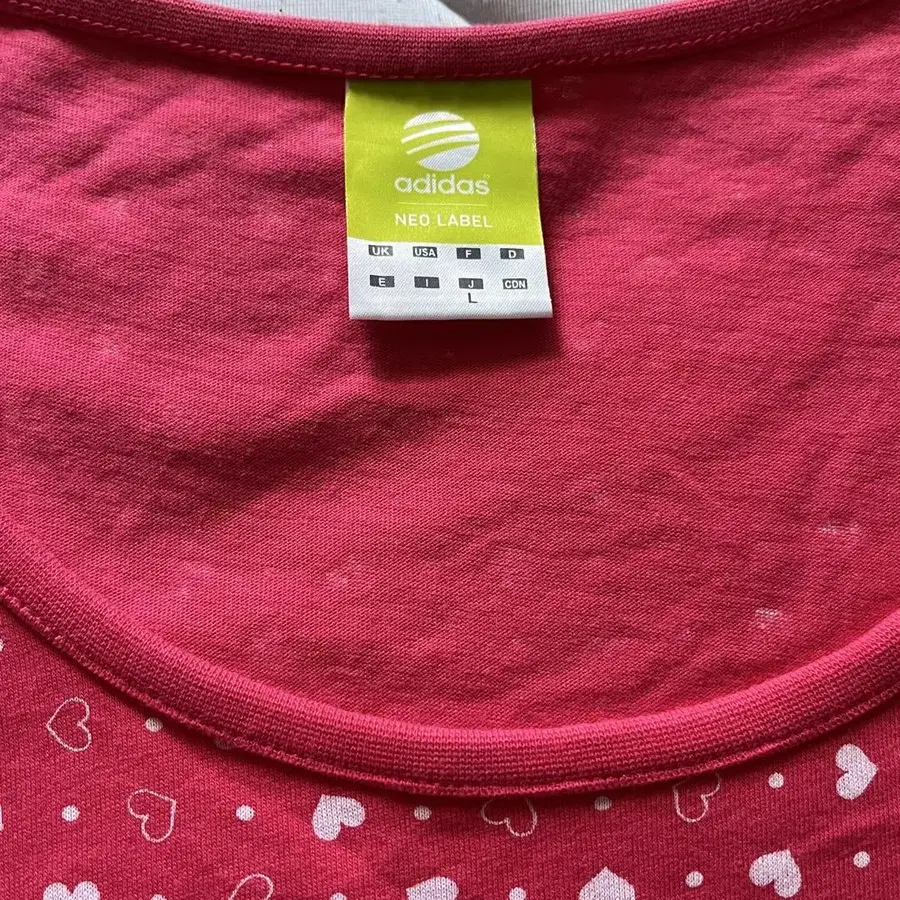 adidas
NEO LABEL
UK USA F D
E I J CDN
L